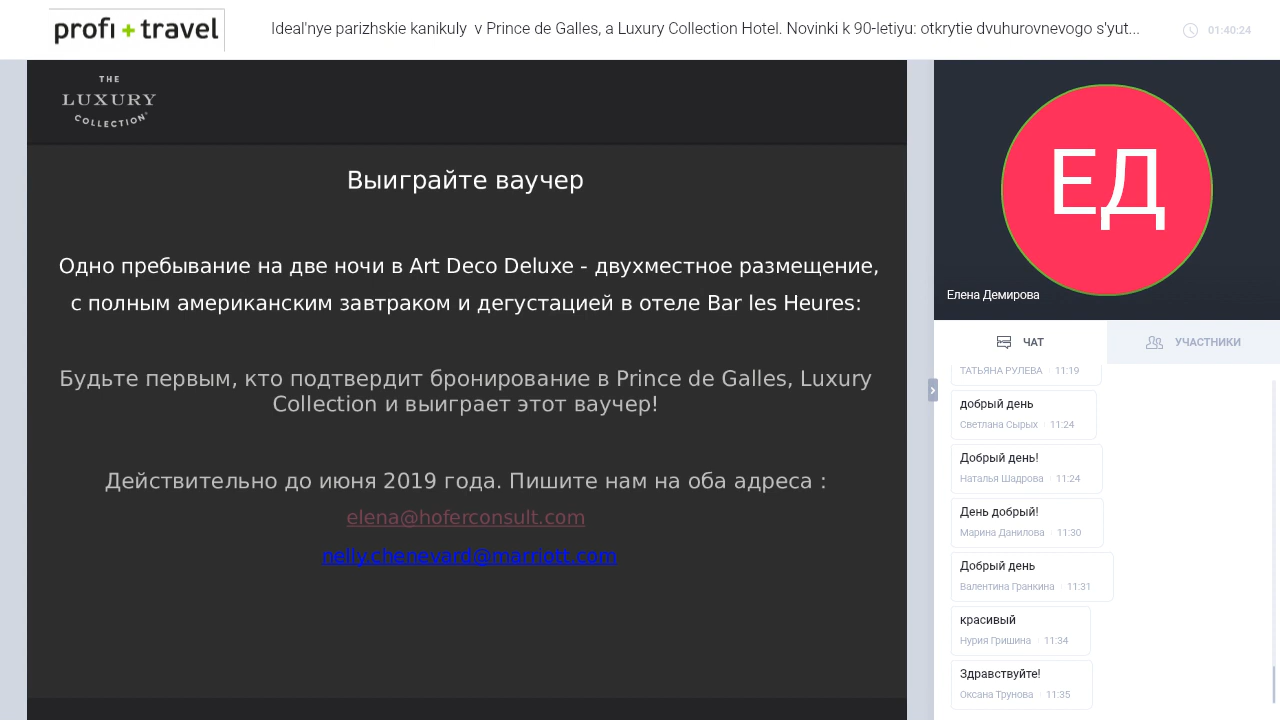 profi + travel
Ideal'nye parizhskie kanikuly v Prince de Galles, a Luxury Collection Hotel. Novinki k 90-letiyu: otkrytie dvuhurovnevogo s'yut...
01:40:24
THE
LUXURY
COLLECTION
Выиграйте ваучер
Одно пребывание на две ночи в Art Deco Deluxe - двухместное размещение,
с полным американским завтраком и дегустацией в отеле Bar les Heures:
Будьте первым, кто подтвердит бронирование в Prince de Galles, Luxury
Collection и выиграет этот ваучер!
Действительно до июня 2019 года. Пишите нам на оба адреса :
elena@hoferconsult.com
nelly.chenevard@marriott.com
ЕД
Елена Демирова
ЧАТ
УЧАСТНИКИ
ТАТЬЯНА РУЛЕВА 11:19
добрый день
Светлана Сырых 11:24
Добрый день!
Наталья Шадрова 11:24
День добрый!
Марина Данилова 11:30
Добрый день
Валентина Гранкина 11:31
красивый
Нурия Гришина 11:34
Здравствуйте!
Оксана Трунова 11:35